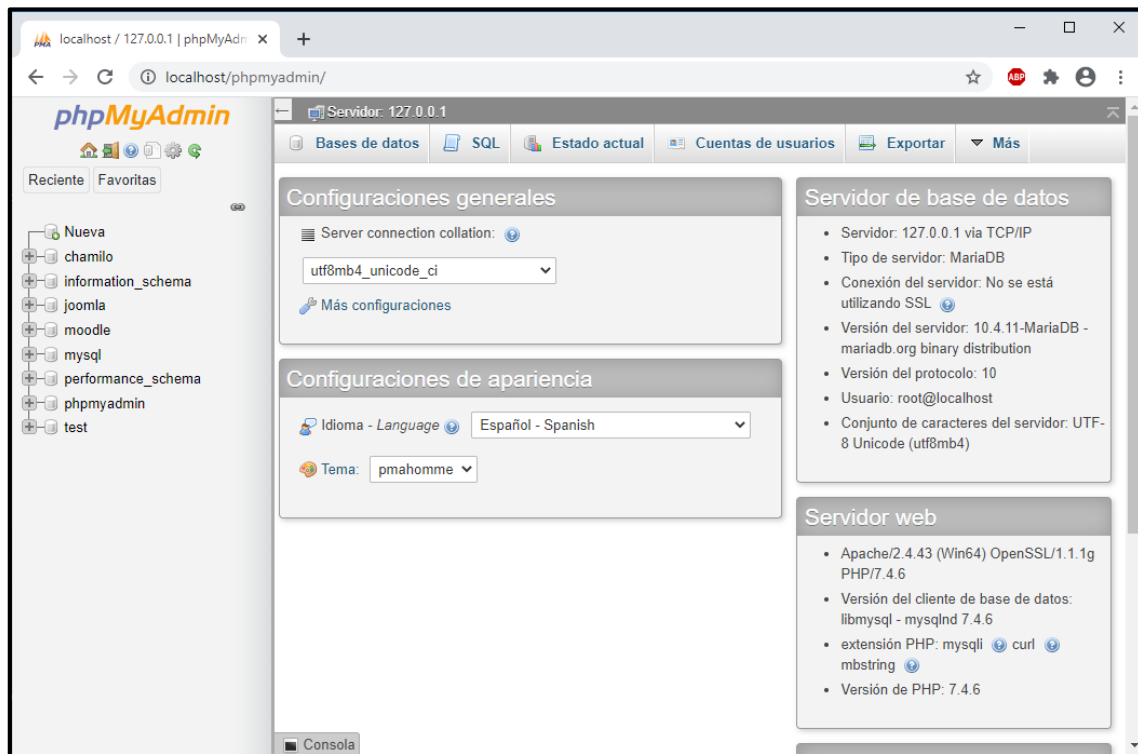 localhost / 127.0.0.1 | phpMyAdn
localhost/phpmyadmin/
ABP
phpMyAdmin
Reciente Favoritas
Nueva
chamilo
information_schema
joomla
moodle
mysql
performance_schema
phpmyadmin
test
Servidor: 127.0.0.1
Bases de datos SQL Estado actual Cuentas de usuarios Exportar Más
Configuraciones generales
Server connection collation:
utf8mb4_unicode_ci
Más configuraciones
Configuraciones de apariencia
Idioma - Language Español - Spanish
Tema: pmahomme
Servidor de base de datos
Servidor: 127.0.0.1 via TCP/IP
Tipo de servidor: MariaDB
Conexión del servidor: No se está
utilizando SSL
Versión del servidor: 10.4.11-MariaDB -
mariadb.org binary distribution
Versión del protocolo: 10
Usuario: root@localhost
Conjunto de caracteres del servidor: UTF-
8 Unicode (utf8mb4)
Servidor web
Apache/2.4.43 (Win64) OpenSSL/1.1.1g
PHP/7.4.6
Versión del cliente de base de datos:
libmysql - mysqlnd 7.4.6
extensión PHP: mysqli curl
mbstring
Versión de PHP: 7.4.6
Consola